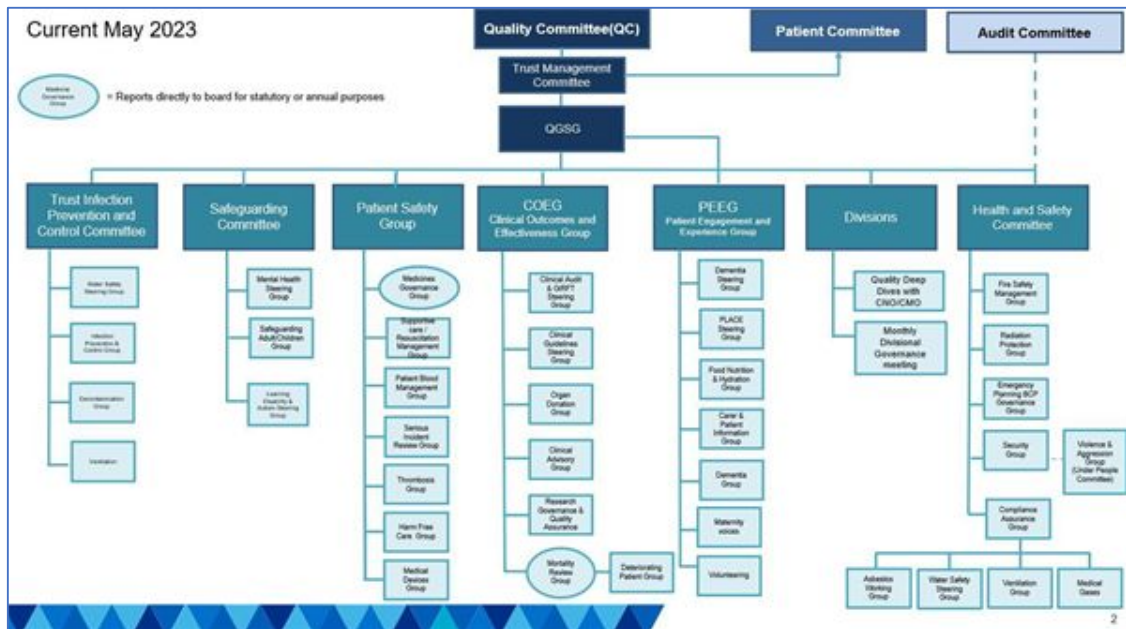 Current May 2023
Quality Committee(QC)
Patient Committee
Audit Committee
Trust Management
Committee
Medicine
Governance
Group
= Reports directly to board for statutory or annual purposes
QGSG
Trust Infection
Prevention and
Control Committee
Safeguarding
Committee
Patient Safety
Group
COEG
Clinical Outcomes and
Effectiveness Group
PEEG
Patient Engagement and
Experience Group
Divisions
Health and Safety
Committee
Water Safety
Steering Group
Infection
Prevention &
Control Group
Decontamination
Group
Ventilation
Mental Health
Steering
Group
Safeguarding
Adult/Children
Group
Learning
Disability &
Autism Steering
Group
Medicines
Governance
Group
Supportive
care /
Resuscitation Management
Group
Patient Blood
Management
Group
Serious
Incident
Review Group
Thrombosis
Group
Harm Free
Care Group
Medical
Devices
Group
Clinical Audit
& GIRFT
Steering
Group
Clinical
Guidelines
Steering
Group
Organ
Donation
Group
Clinical
Advisory
Group
Research
Governance &
Quality
Assurance
Mortality
Review
Group
Deteriorating
Patient Group
Dementia
Steering
Group
PLACE
Steering
Group
Food Nutrition
& Hydration
Group
Carer &
Patient
Information
Group
Dementia
Group
Maternity
voices
Volunteering
Quality Deep
Dives with
CNO/CMO
Monthly
Divisional
Governance
meeting
Fire Safety
Management
Group
Radiation
Protection
Group
Emergency
Planning BCP
Governance
Group
Security
Group
Violence &
Aggression
Group
(Under People
Committee)
Compliance
Assurance
Group
Asbestos
Working
Group
Water Safety
Steering
Group
Ventilation
Group
Medical
Gases
2